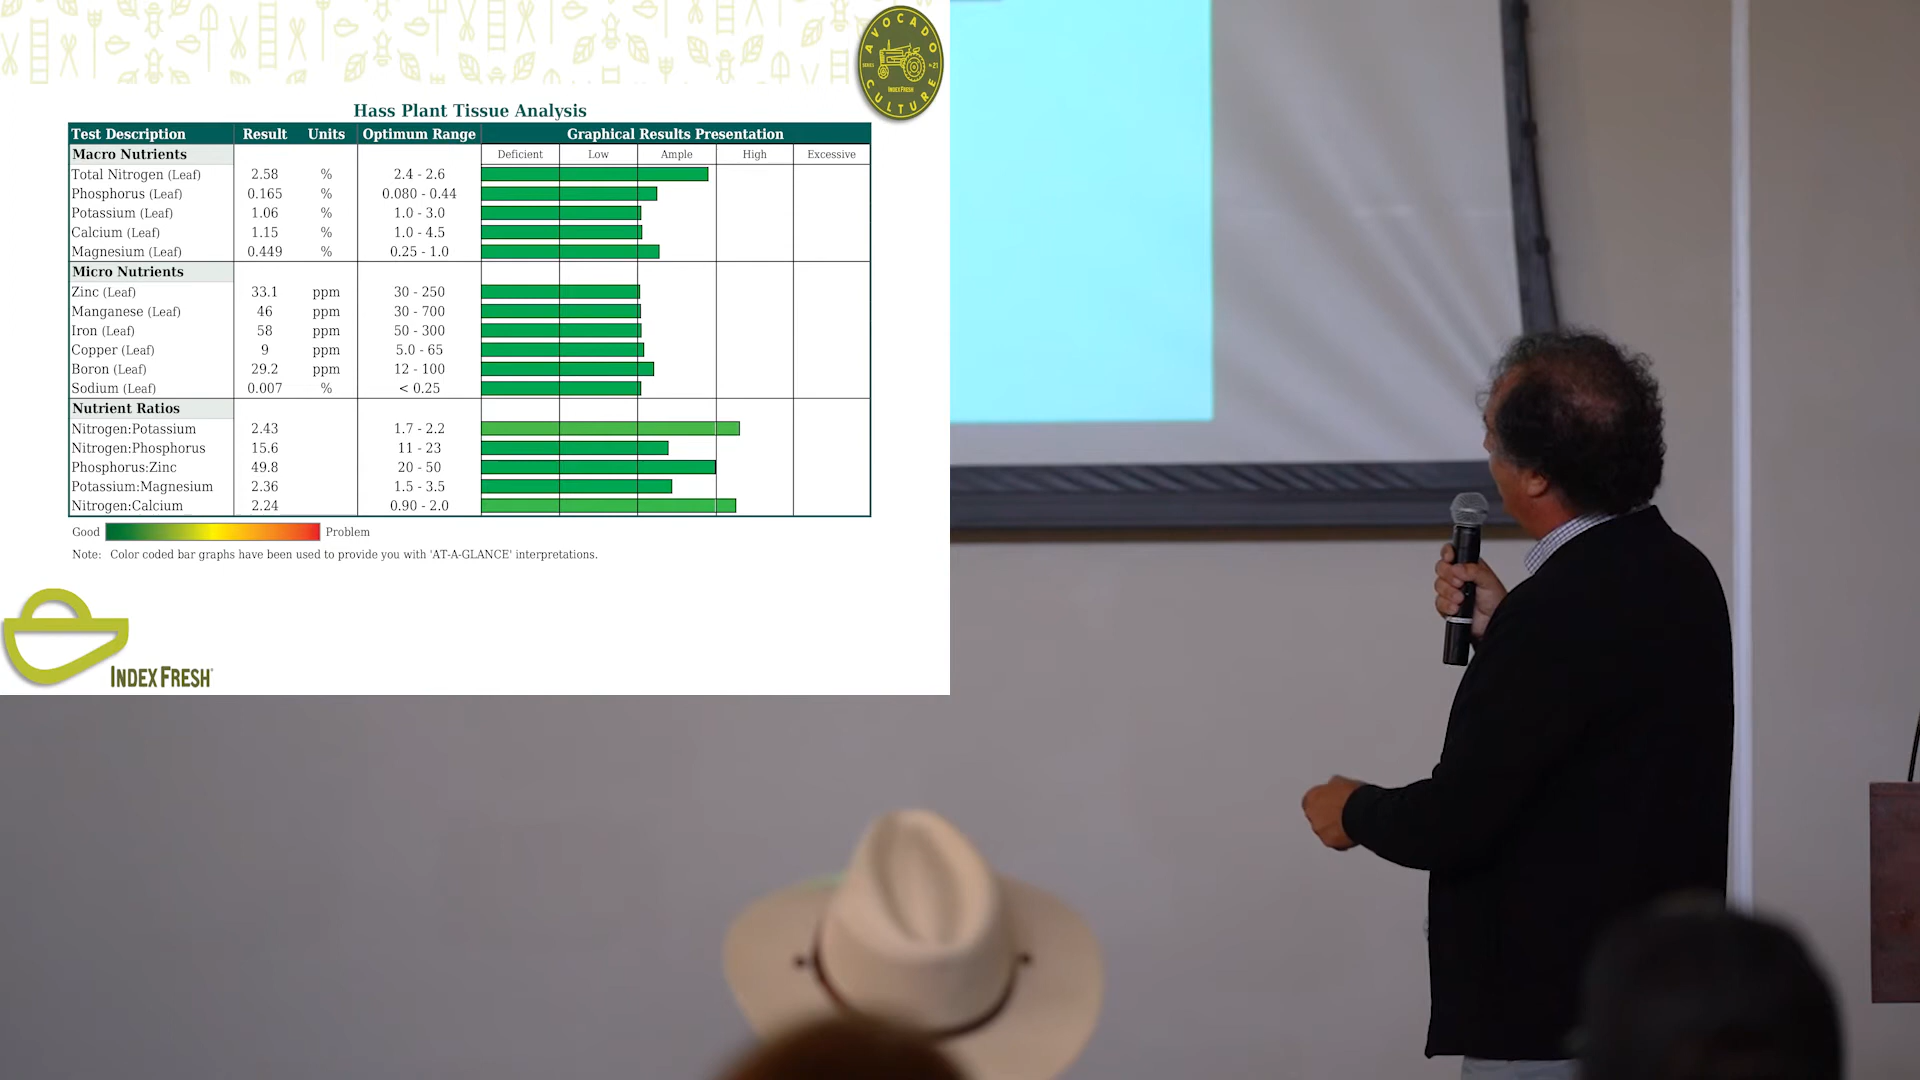 AVOCADO
SERIES
№ 21
INDEX FRESH
CULTURE
Hass Plant Tissue Analysis
Test Description Result Units Optimum Range Graphical Results Presentation
Macro Nutrients Deficient Low Ample High Excessive
Total Nitrogen (Leaf) 2.58 % 2.4 - 2.6
Phosphorus (Leaf) 0.165 % 0.080 - 0.44
Potassium (Leaf) 1.06 % 1.0 - 3.0
Calcium (Leaf) 1.15 % 1.0 - 4.5
Magnesium (Leaf) 0.449 % 0.25 - 1.0
Micro Nutrients
Zinc (Leaf) 33.1 ppm 30 - 250
Manganese (Leaf) 46 ppm 30 - 700
Iron (Leaf) 58 ppm 50 - 300
Copper (Leaf) 9 ppm 5.0 - 65
Boron (Leaf) 29.2 ppm 12 - 100
Sodium (Leaf) 0.007 % < 0.25
Nutrient Ratios
Nitrogen:Potassium 2.43 1.7 - 2.2
Nitrogen:Phosphorus 15.6 11 - 23
Phosphorus:Zinc 49.8 20 - 50
Potassium:Magnesium 2.36 1.5 - 3.5
Nitrogen:Calcium 2.24 0.90 - 2.0
Good Problem
Note: Color coded bar graphs have been used to provide you with 'AT-A-GLANCE' interpretations.
INDEX FRESH